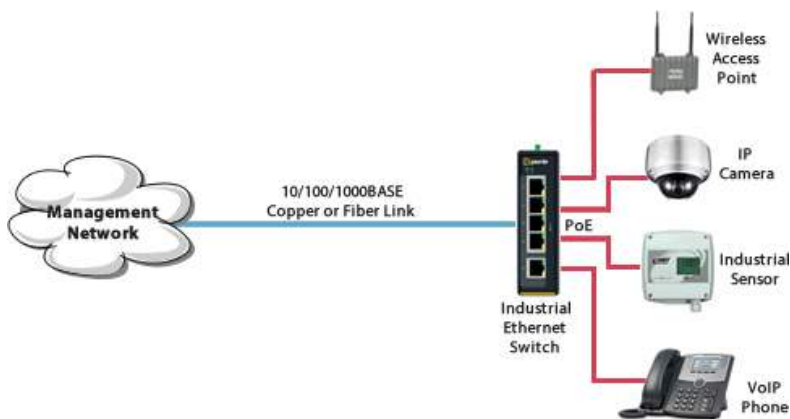 Wireless
Access
Point
IP
Camera
10/100/1000BASE
Copper or Fiber Link
Management
Network
PoE
Industrial
Sensor
Industrial
Ethernet
Switch
VoIP
Phone